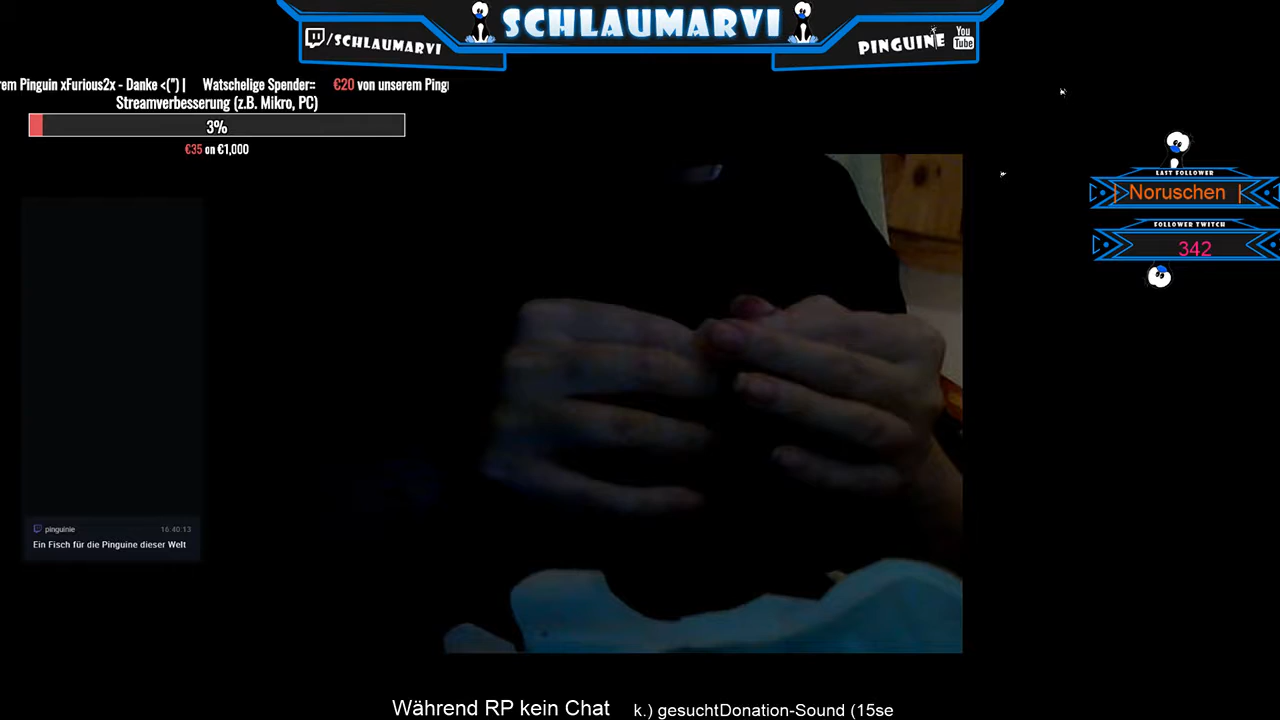 SCHLAUMARVI
/SCHLAUMARVI
PINGUINE
You
Tube
rem Pinguin xFurious2x - Danke <(") | Watschelige Spender:: €20 von unserem Ping
Streamverbesserung (z.B. Mikro, PC)
3%
€35 on €1,000
LAST FOLLOWER
| Noruschen |
FOLLOWER TWITCH
342
pinguinie 16:40:13
Ein Fisch für die Pinguine dieser Welt
Während RP kein Chat k.) gesuchtDonation-Sound (15se